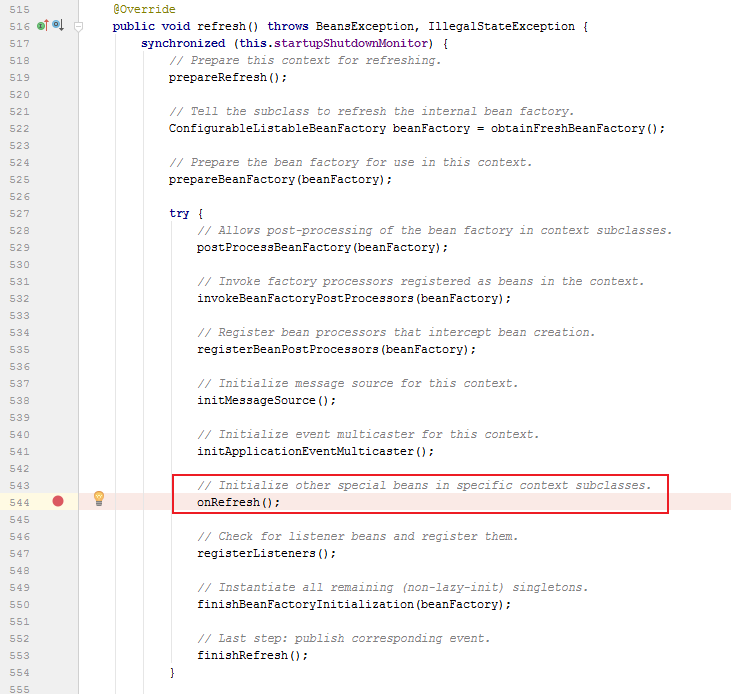 515 @Override
516 public void refresh() throws BeansException, IllegalStateException {
517 synchronized (this.startupShutdownMonitor) {
518 // Prepare this context for refreshing.
519 prepareRefresh();
520
521 // Tell the subclass to refresh the internal bean factory.
522 ConfigurableListableBeanFactory beanFactory = obtainFreshBeanFactory();
523
524 // Prepare the bean factory for use in this context.
525 prepareBeanFactory(beanFactory);
526
527 try {
528 // Allows post-processing of the bean factory in context subclasses.
529 postProcessBeanFactory(beanFactory);
530
531 // Invoke factory processors registered as beans in the context.
532 invokeBeanFactoryPostProcessors(beanFactory);
533
534 // Register bean processors that intercept bean creation.
535 registerBeanPostProcessors(beanFactory);
536
537 // Initialize message source for this context.
538 initMessageSource();
539
540 // Initialize event multicaster for this context.
541 initApplicationEventMulticaster();
542
543 // Initialize other special beans in specific context subclasses.
544 onRefresh();
545
546 // Check for listener beans and register them.
547 registerListeners();
548
549 // Instantiate all remaining (non-lazy-init) singletons.
550 finishBeanFactoryInitialization(beanFactory);
551
552 // Last step: publish corresponding event.
553 finishRefresh();
554 }
555